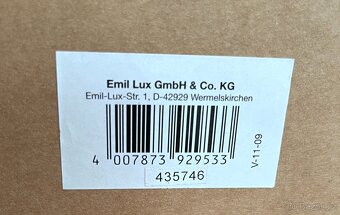 Emil Lux GmbH & Co. KG
Emil-Lux-Str. 1, D-42929 Wermelskirchen
4 007873 929533
435746
V-11-09